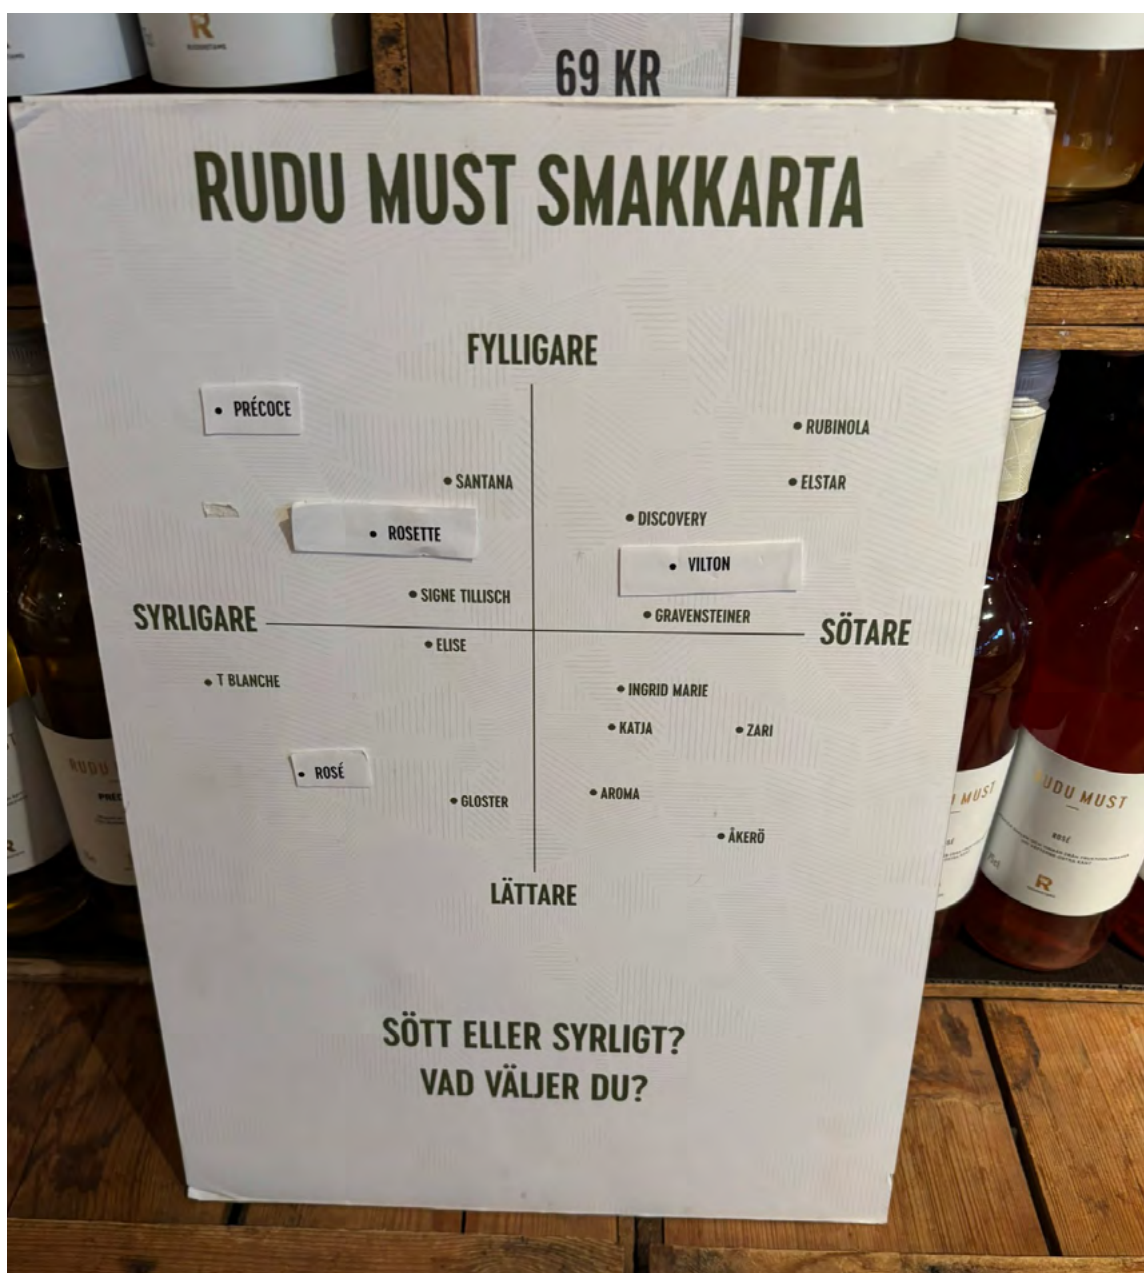 R
69 KR
RUDU MUST SMAKKARTA
FYLLIGARE
• PRÉCOCE
• RUBINOLA
• SANTANA
• ELSTAR
• DISCOVERY
• ROSETTE
• VILTON
• SIGNE TILLISCH
• GRAVENSTEINER
SYRLIGARE
SÖTARE
• ELISE
• T BLANCHE
• INGRID MARIE
• KATJA
• ZARI
• ROSÉ
• AROMA
• GLOSTER
• ÅKERÖ
LÄTTARE
SÖTT ELLER SYRLIGT?
VAD VÄLJER DU?
RUDU
MUST
RUDU MUST
ROSÉ
R